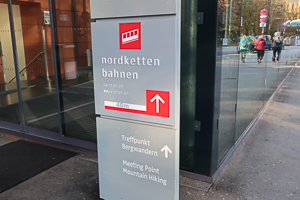 nordketten
bahnen
Treffpunkt
Bergwandern
Meeting Point
Mountain Hiking